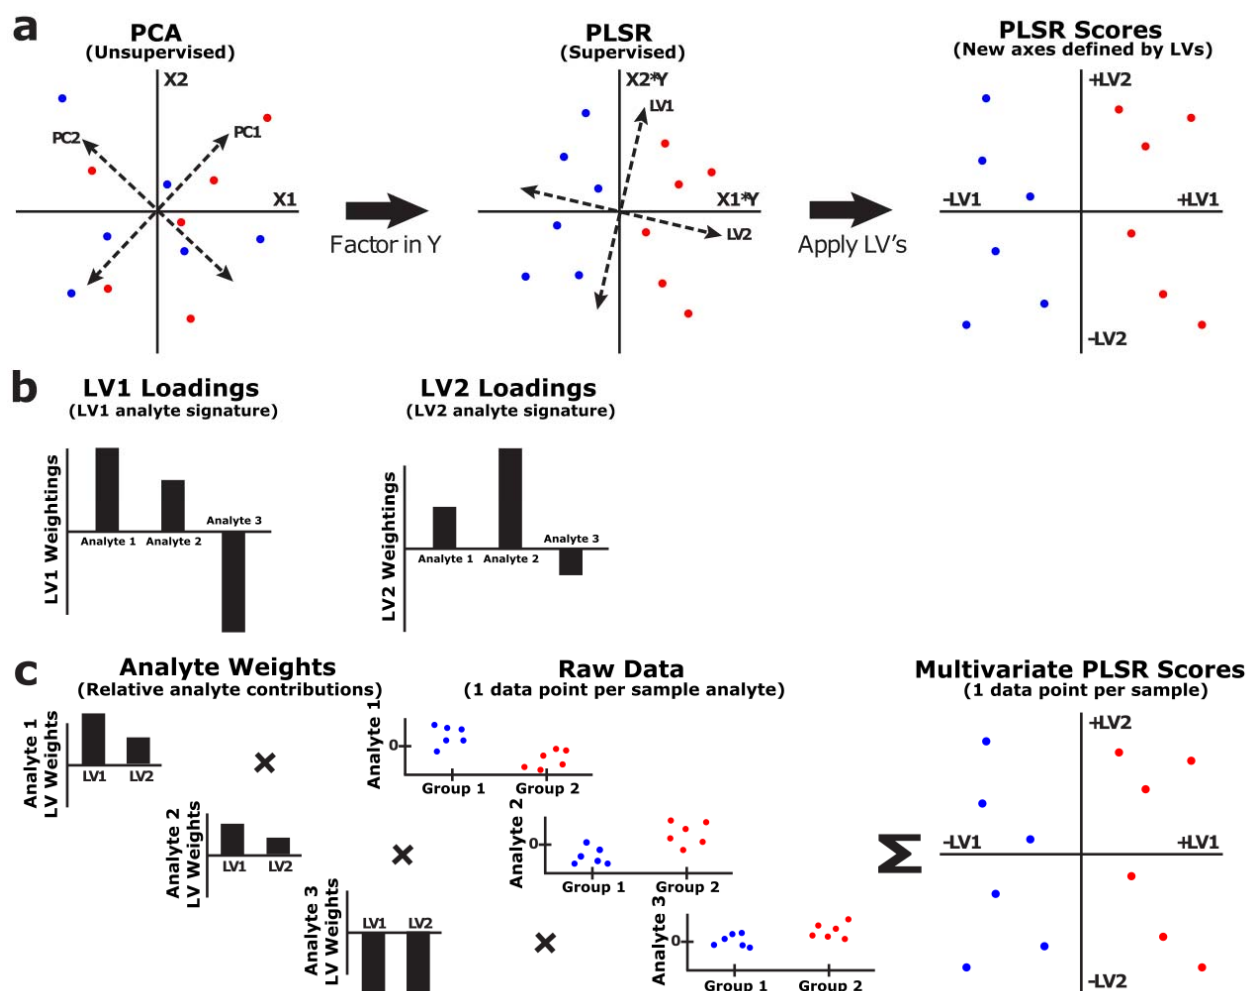 a
PCA
(Unsupervised)
X2
PC2
PC1
X1
Factor in Y
PLSR
(Supervised)
X2*Y
LV1
X1*Y
LV2
Apply LV's
PLSR Scores
(New axes defined by LVs)
+LV2
-LV1
+LV1
-LV2
b
LV1 Loadings
(LV1 analyte signature)
LV1 Weightings
Analyte 1
Analyte 2
Analyte 3
LV2 Loadings
(LV2 analyte signature)
LV2 Weightings
Analyte 1
Analyte 2
Analyte 3
c
Analyte Weights
(Relative analyte contributions)
Raw Data
(1 data point per sample analyte)
Multivariate PLSR Scores
(1 data point per sample)
Analyte 1
LV Weights
LV1
LV2
×
Analyte 1
0
Group 1
Group 2
Analyte 2
LV Weights
LV1
LV2
×
Analyte 2
0
Group 1
Group 2
Analyte 3
LV Weights
LV1
LV2
×
Analyte 3
0
Group 1
Group 2
Σ
+LV2
-LV1
+LV1
-LV2